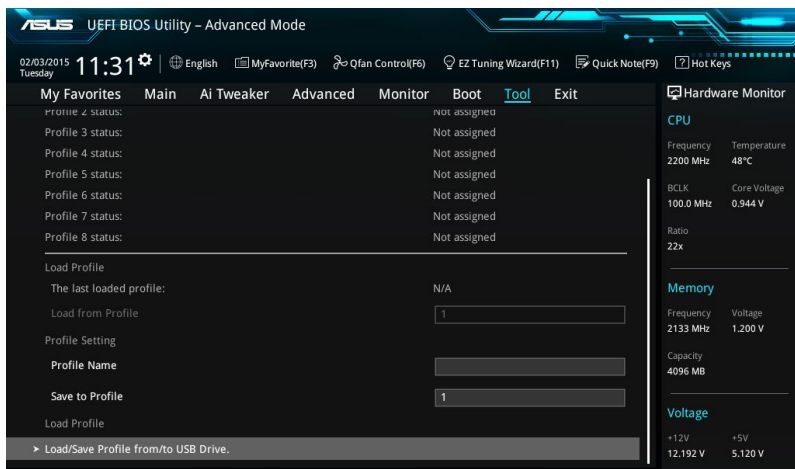 ASUS UEFI BIOS Utility – Advanced Mode
02/03/2015
Tuesday
11:31
English
MyFavorite(F3)
Qfan Control(F6)
EZ Tuning Wizard(F11)
Quick Note(F9)
? Hot Keys
My Favorites Main Ai Tweaker Advanced Monitor Boot Tool Exit
Profile 2 status: Not assigned
Profile 3 status: Not assigned
Profile 4 status: Not assigned
Profile 5 status: Not assigned
Profile 6 status: Not assigned
Profile 7 status: Not assigned
Profile 8 status: Not assigned
Load Profile
The last loaded profile: N/A
Load from Profile 1
Profile Setting
Profile Name
Save to Profile 1
Load Profile
Load/Save Profile from/to USB Drive.
Hardware Monitor
CPU
Frequency Temperature
2200 MHz 48°C
BCLK Core Voltage
100.0 MHz 0.944 V
Ratio
22x
Memory
Frequency Voltage
2133 MHz 1.200 V
Capacity
4096 MB
Voltage
+12V +5V
12.192 V 5.120 V